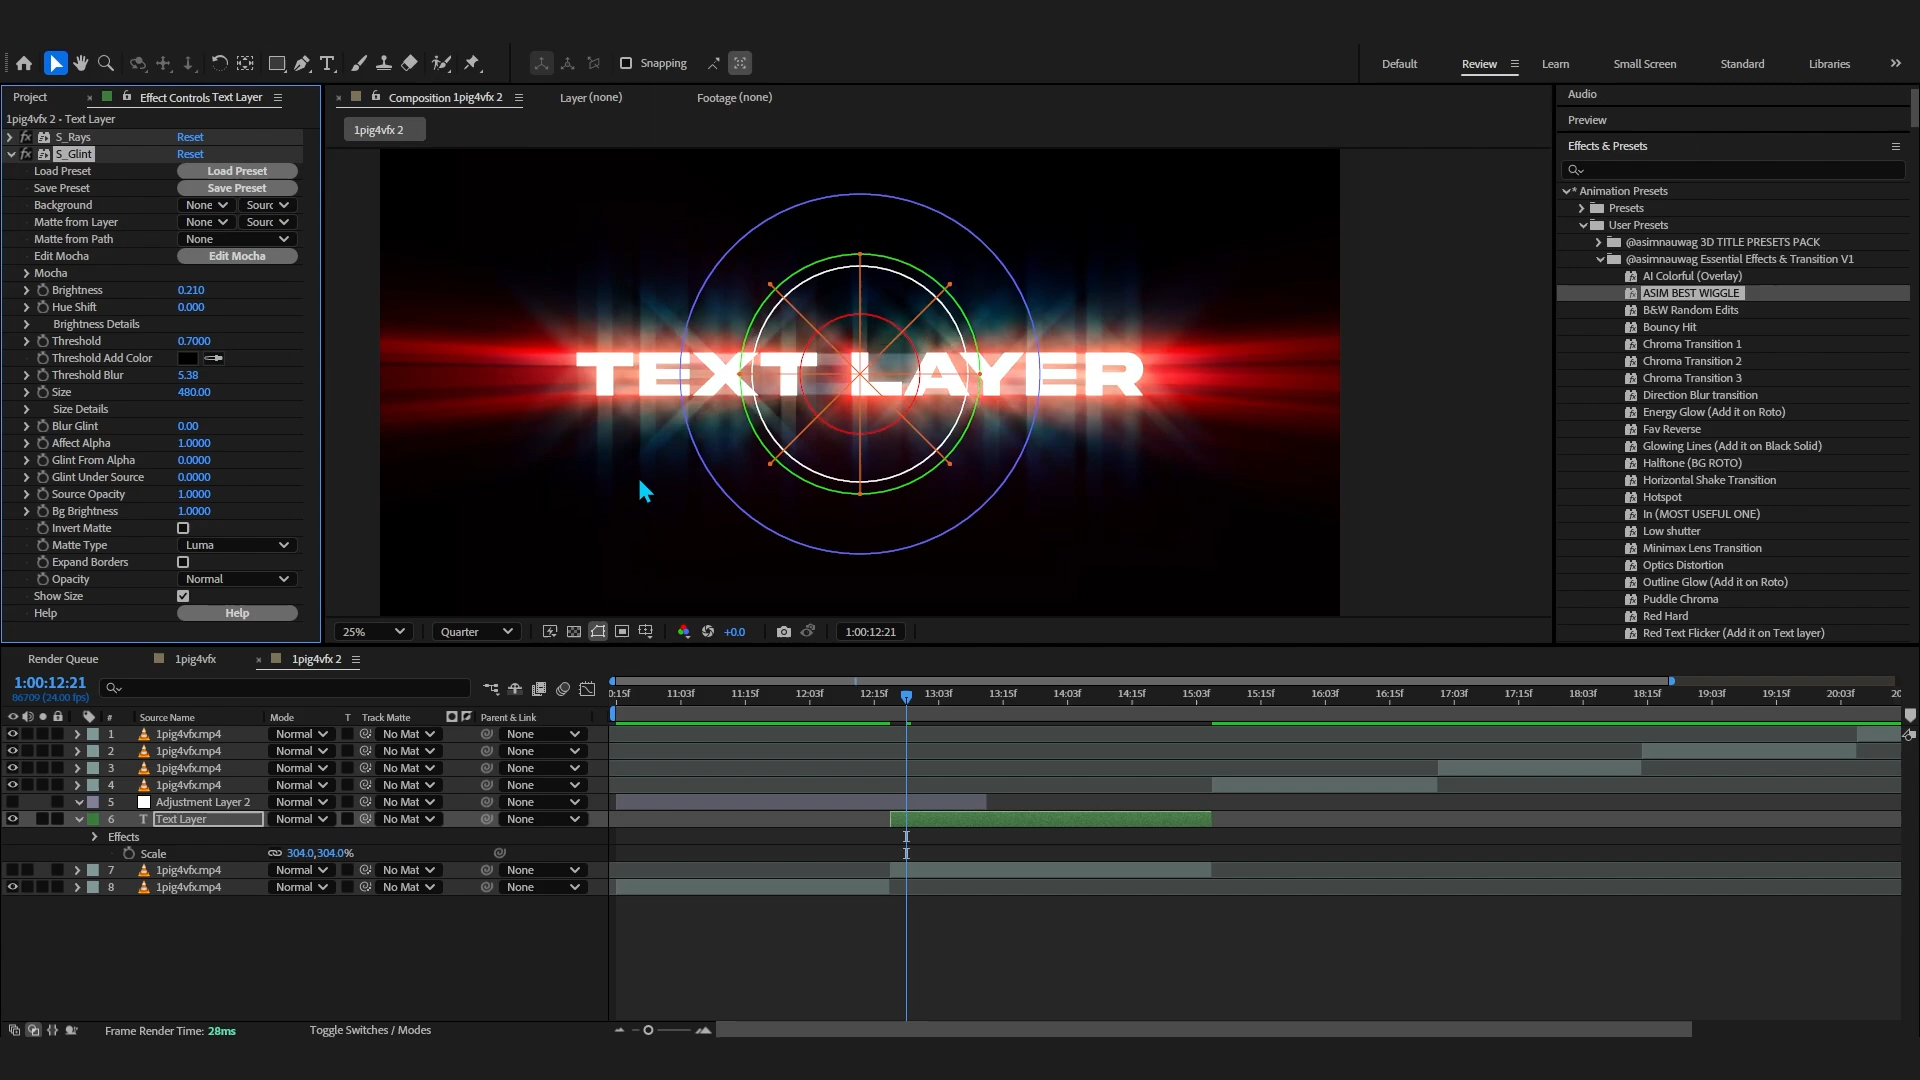 Snapping
Default
Review
Learn
Small Screen
Standard
Libraries
Project
Effect Controls Text Layer
1pig4vfx 2 - Text Layer
S_Rays Reset
S_Glint Reset
Load Preset Load Preset
Save Preset Save Preset
Background None Sourc
Matte from Layer None Sourc
Matte from Path None
Edit Mocha Edit Mocha
Mocha
Brightness 0.210
Hue Shift 0.000
Brightness Details
Threshold 0.7000
Threshold Add Color
Threshold Blur 5.38
Size 480.00
Size Details
Blur Glint 0.00
Affect Alpha 1.0000
Glint From Alpha 0.0000
Glint Under Source 0.0000
Source Opacity 1.0000
Bg Brightness 1.0000
Invert Matte
Matte Type Luma
Expand Borders
Opacity Normal
Show Size
Help Help
Composition 1pig4vfx 2
Layer (none)
Footage (none)
1pig4vfx 2
TEXT LAYER
25%
Quarter
+0.0
1:00:12:21
Audio
Preview
Effects & Presets
* Animation Presets
Presets
User Presets
@asimnauwag 3D TITLE PRESETS PACK
@asimnauwag Essential Effects & Transition V1
AI Colorful (Overlay)
ASIM BEST WIGGLE
B&W Random Edits
Bouncy Hit
Chroma Transition 1
Chroma Transition 2
Chroma Transition 3
Direction Blur transition
Energy Glow (Add it on Roto)
Fav Reverse
Glowing Lines (Add it on Black Solid)
Halftone (BG ROTO)
Horizontal Shake Transition
Hotspot
In (MOST USEFUL ONE)
Low shutter
Minimax Lens Transition
Optics Distortion
Outline Glow (Add it on Roto)
Puddle Chroma
Red Hard
Red Text Flicker (Add it on Text layer)
Render Queue
1pig4vfx
1pig4vfx 2
1:00:12:21
86709 (24.00 fps)
0:15f 11:03f 11:15f 12:03f 12:15f 13:03f 13:15f 14:03f 14:15f 15:03f 15:15f 16:03f 16:15f 17:03f 17:15f 18:03f 18:15f 19:03f 19:15f 20:03f 20
# Source Name Mode T Track Matte Parent & Link
1 1pig4vfx.mp4 Normal No Mat None
2 1pig4vfx.mp4 Normal No Mat None
3 1pig4vfx.mp4 Normal No Mat None
4 1pig4vfx.mp4 Normal No Mat None
5 Adjustment Layer 2 Normal No Mat None
6 T Text Layer Normal No Mat None
Effects
Scale 304.0,304.0%
7 1pig4vfx.mp4 Normal No Mat None
8 1pig4vfx.mp4 Normal No Mat None
Frame Render Time: 28ms
Toggle Switches / Modes